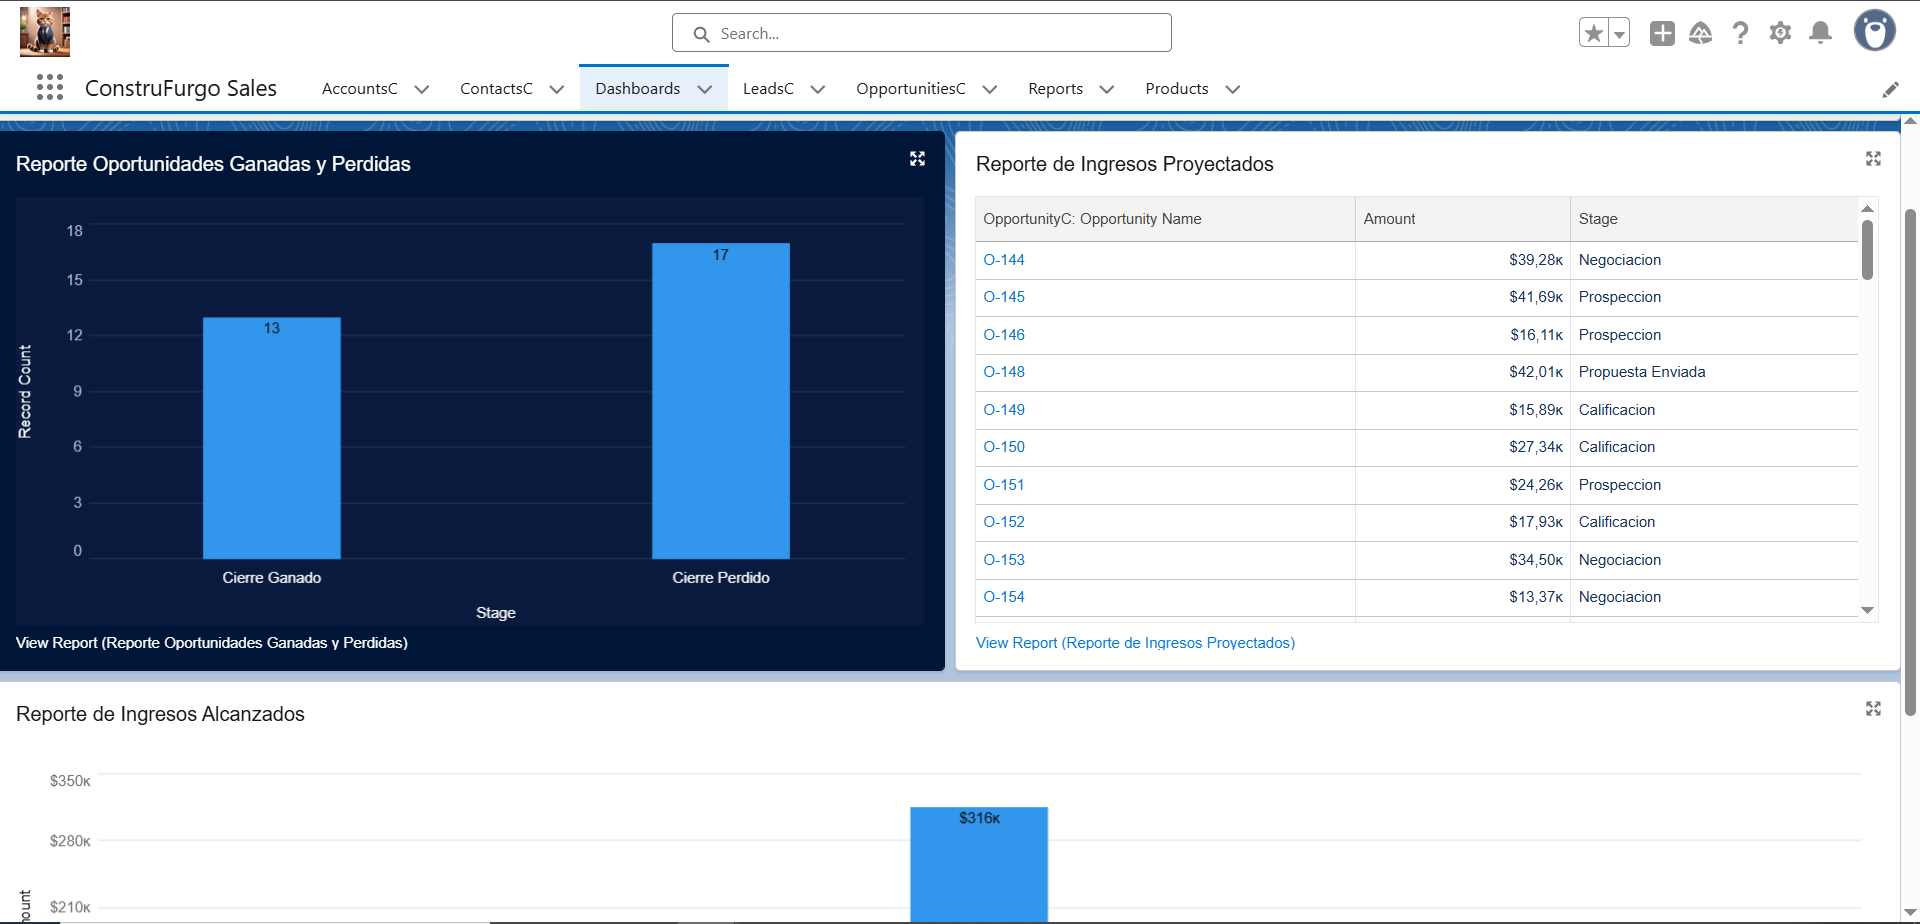 Search...
ConstruFurgo Sales
AccountsC
ContactsC
Dashboards
LeadsC
OpportunitiesC
Reports
Products
Reporte Oportunidades Ganadas y Perdidas
18
15
12
9
6
3
0
Record Count
13
17
Cierre Ganado
Cierre Perdido
Stage
View Report (Reporte Oportunidades Ganadas y Perdidas)
Reporte de Ingresos Proyectados
OpportunityC: Opportunity Name Amount Stage
O-144 $39,28K Negociacion
O-145 $41,69K Prospeccion
O-146 $16,11K Prospeccion
O-148 $42,01K Propuesta Enviada
O-149 $15,89K Calificacion
O-150 $27,34K Calificacion
O-151 $24,26K Prospeccion
O-152 $17,93K Calificacion
O-153 $34,50K Negociacion
O-154 $13,37K Negociacion
View Report (Reporte de Ingresos Proyectados)
Reporte de Ingresos Alcanzados
$350K
$280K
$210K
$316K